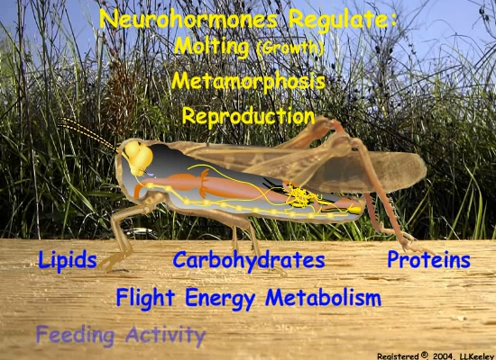 Neurohormones Regulate:
Molting (Growth)
Metamorphosis
Reproduction
Lipids Carbohydrates Proteins
Flight Energy Metabolism
Feeding Activity
Registered ©, 2004, LLKeeley